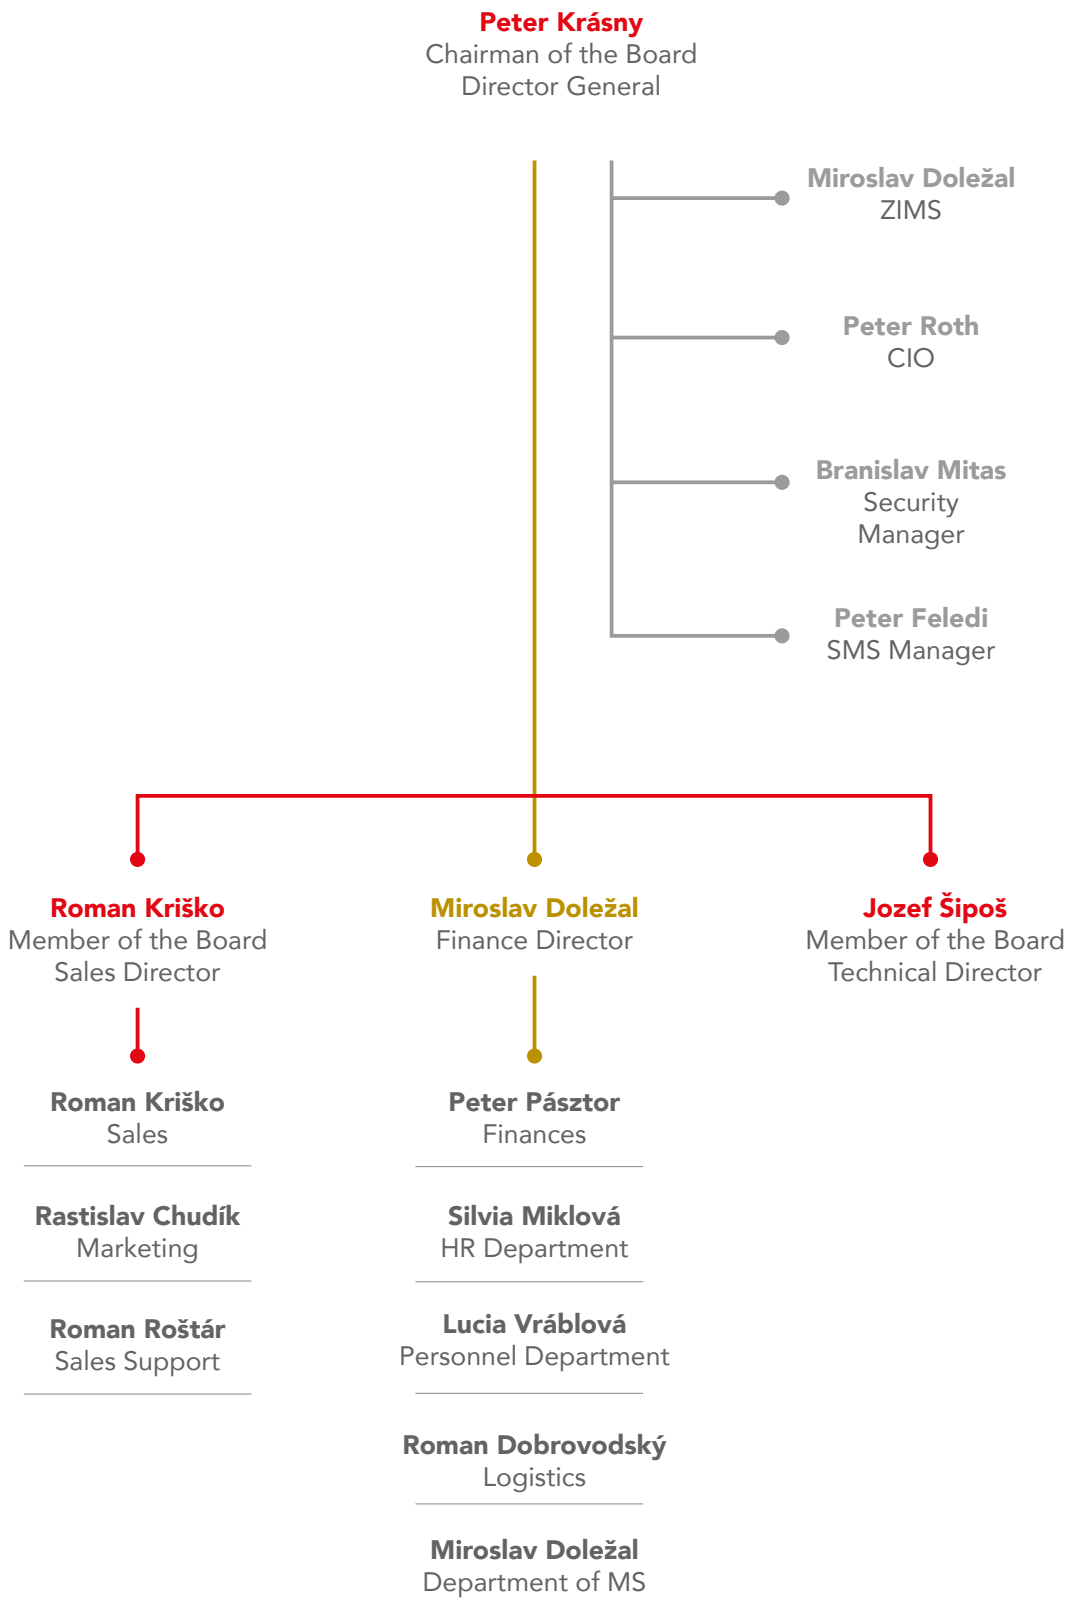 Peter Krásny
Chairman of the Board
Director General
Miroslav Doležal
ZIMS
Peter Roth
CIO
Branislav Mitas
Security
Manager
Peter Feledi
SMS Manager
Roman Kriško
Member of the Board
Sales Director
Miroslav Doležal
Finance Director
Jozef Šipoš
Member of the Board
Technical Director
Roman Kriško
Sales
Rastislav Chudík
Marketing
Roman Roštár
Sales Support
Peter Pásztor
Finances
Silvia Miklová
HR Department
Lucia Vráblová
Personnel Department
Roman Dobrovodský
Logistics
Miroslav Doležal
Department of MS